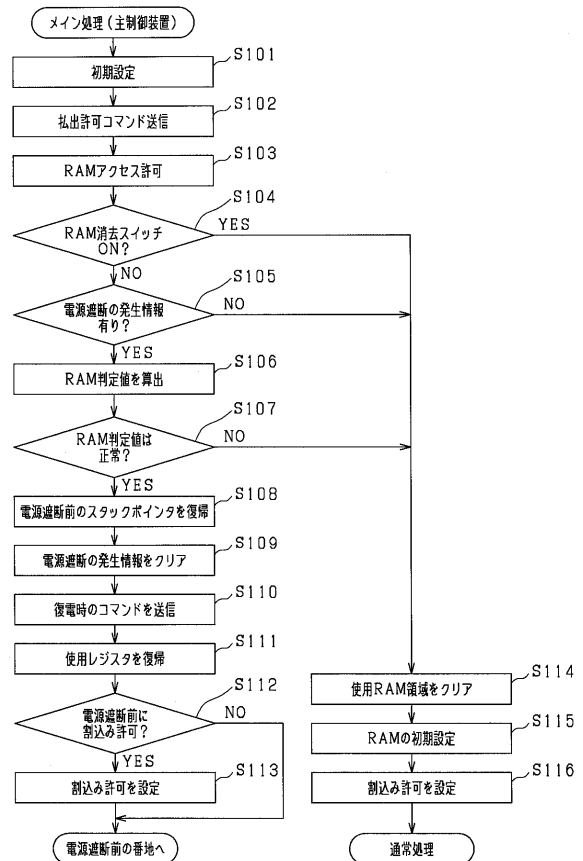 メイン処理(主制御装置)
S101
初期設定
S102
払出許可コマンド送信
S103
RAMアクセス許可
S104
RAM消去スイッチ
ON?
YES
NO
S105
電源遮断の発生情報
有り?
NO
YES
S106
RAM判定値を算出
S107
RAM判定値は
正常?
NO
YES
S108
電源遮断前のスタックポインタを復帰
S109
電源遮断の発生情報をクリア
S110
復電時のコマンドを送信
S111
使用レジスタを復帰
S112
電源遮断前に
割込み許可?
NO
YES
S113
割込み許可を設定
電源遮断前の番地へ
S114
使用RAM領域をクリア
S115
RAMの初期設定
S116
割込み許可を設定
通常処理